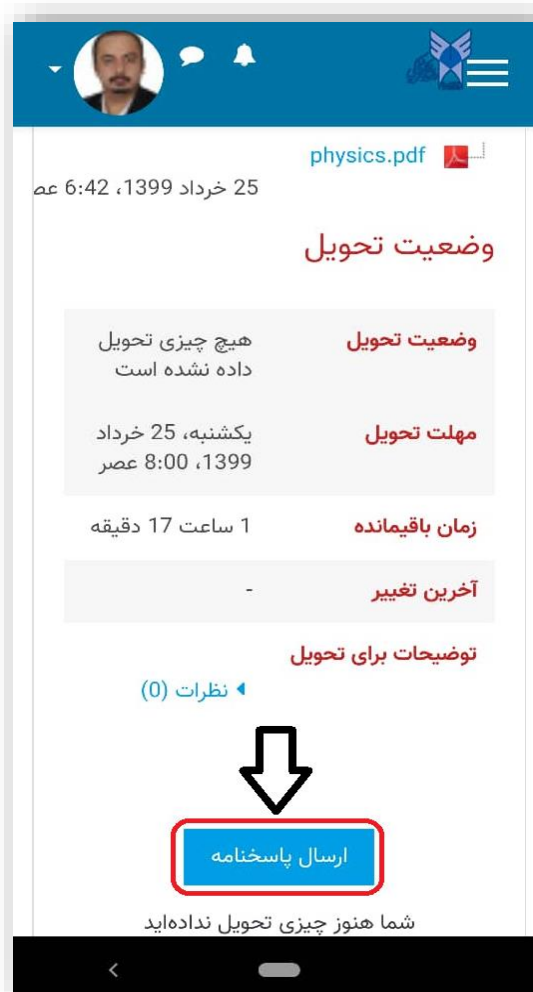 physics.pdf
25 خرداد 1399، 6:42 عص
وضعیت تحویل
وضعیت تحویل
هیچ چیزی تحویل
داده نشده است
مهلت تحویل
یکشنبه، 25 خرداد
1399، 8:00 عصر
زمان باقیمانده
1 ساعت 17 دقیقه
آخرین تغییر
-
توضیحات برای تحویل
نظرات (0)
ارسال پاسخنامه
شما هنوز چیزی تحویل نداده‌اید